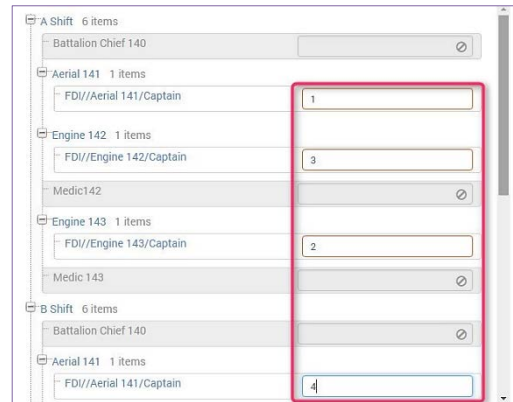 A Shift 6 items
Battalion Chief 140
Aerial 141 1 items
FDI//Aerial 141/Captain 1
Engine 142 1 items
FDI//Engine 142/Captain 3
Medic142
Engine 143 1 items
FDI//Engine 143/Captain 2
Medic 143
B Shift 6 items
Battalion Chief 140
Aerial 141 1 items
FDI//Aerial 141/Captain 4